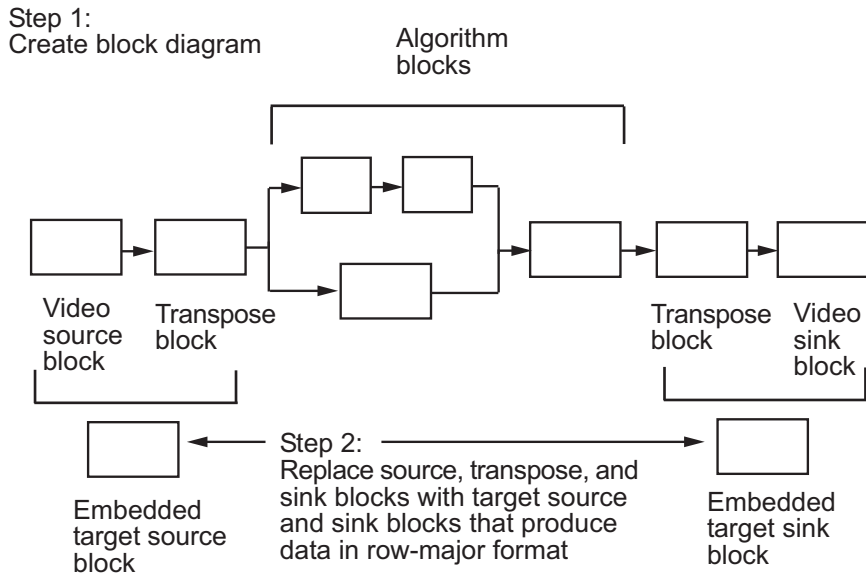 Step 1:
Create block diagram
Algorithm
blocks
Video
source
block
Transpose
block
Transpose
block
Video
sink
block
Step 2:
Replace source, transpose, and
sink blocks with target source
and sink blocks that produce
data in row-major format
Embedded
target source
block
Embedded
target sink
block